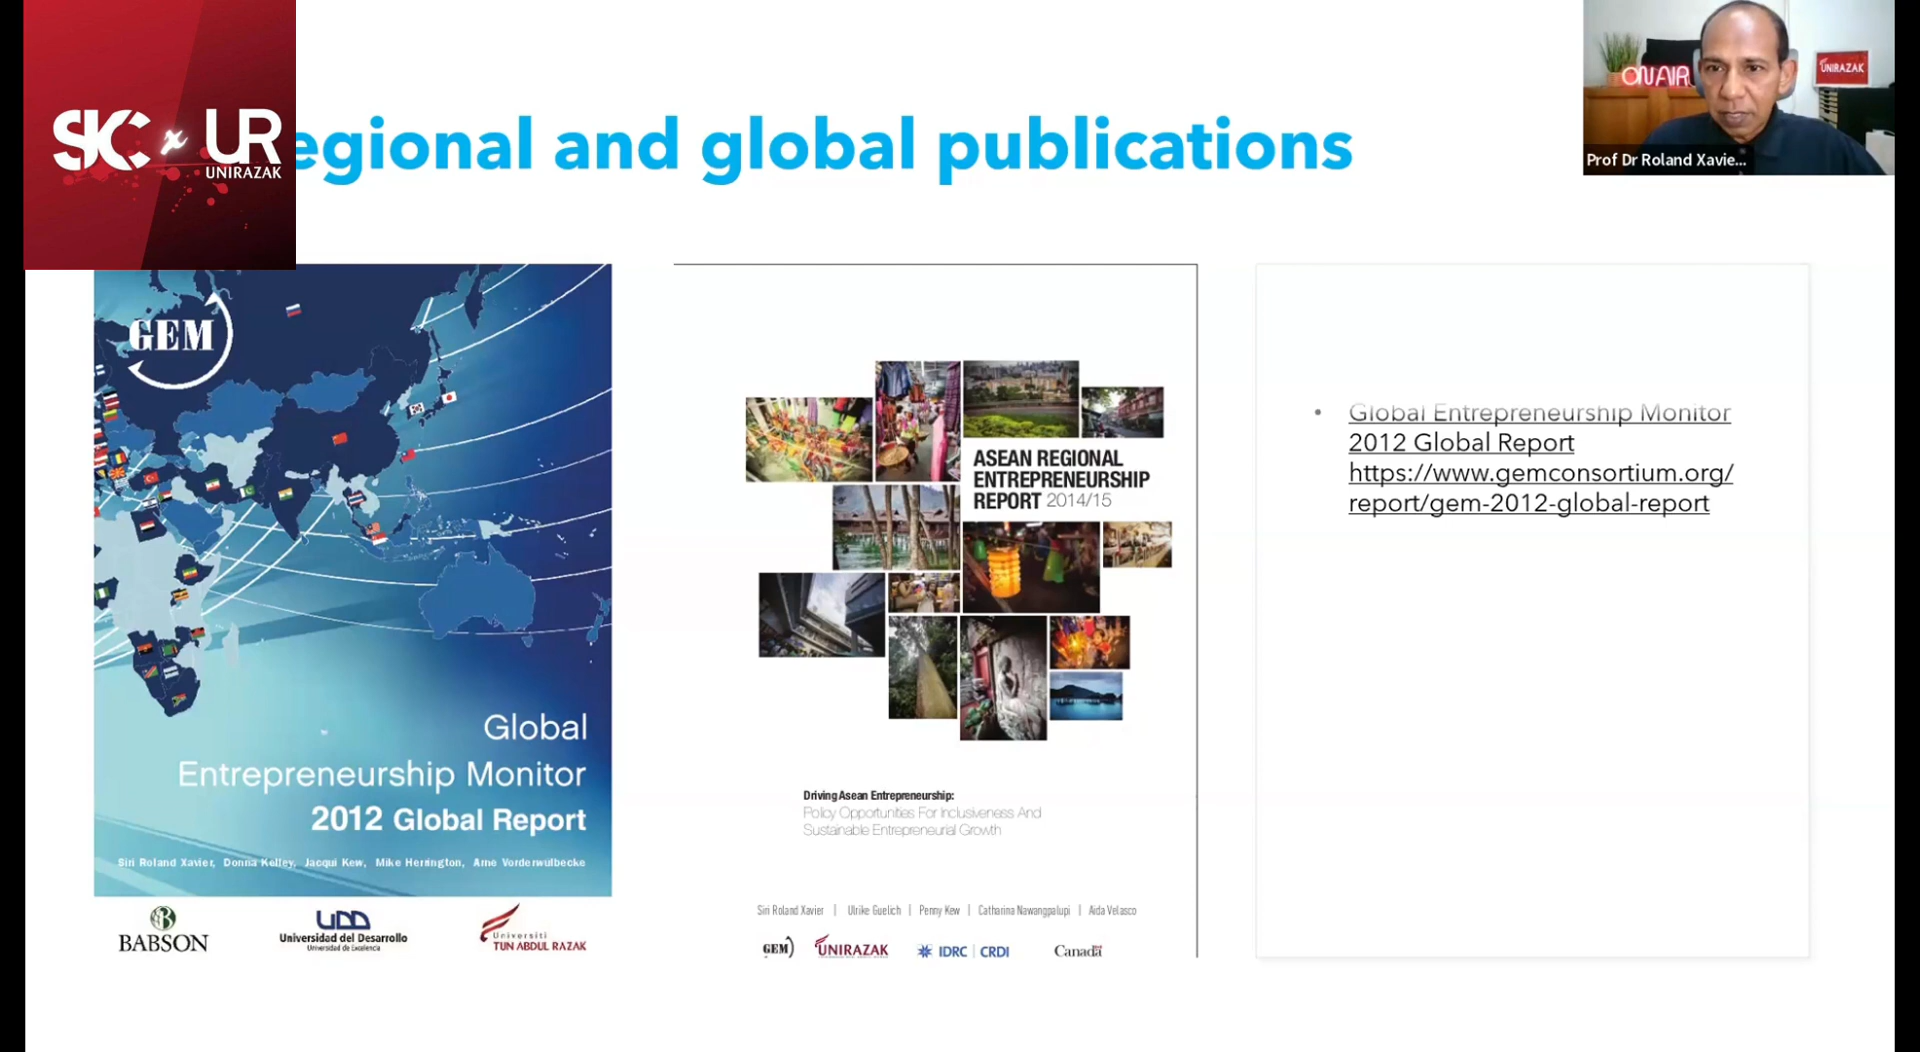 SIC x UR
UNIRAZAK
egional and global publications
ON AIR
UNIRAZAK
Prof Dr Roland Xavie...
GEM
Global
Entrepreneurship Monitor
2012 Global Report
Siri Roland Xavier, Donna Kelley, Jacqui Kew, Mike Herrington, Arne Vorderwulbecke
BABSON
UDD
Universidad del Desarrollo
Universidad de Excelencia
Universiti
TUN ABDUL RAZAK
ASEAN REGIONAL
ENTREPRENEURSHIP
REPORT 2014/15
Driving Asean Entrepreneurship:
Policy Opportunities For Inclusiveness And
Sustainable Entrepreneurial Growth
Siri Roland Xavier | Ulrike Guelich | Penny Kew | Catharina Nawangpalupi | Aida Velasco
GEM
UNIRAZAK
IDRC | CRDI
Canada
• Global Entrepreneurship Monitor
2012 Global Report
https://www.gemconsortium.org/
report/gem-2012-global-report